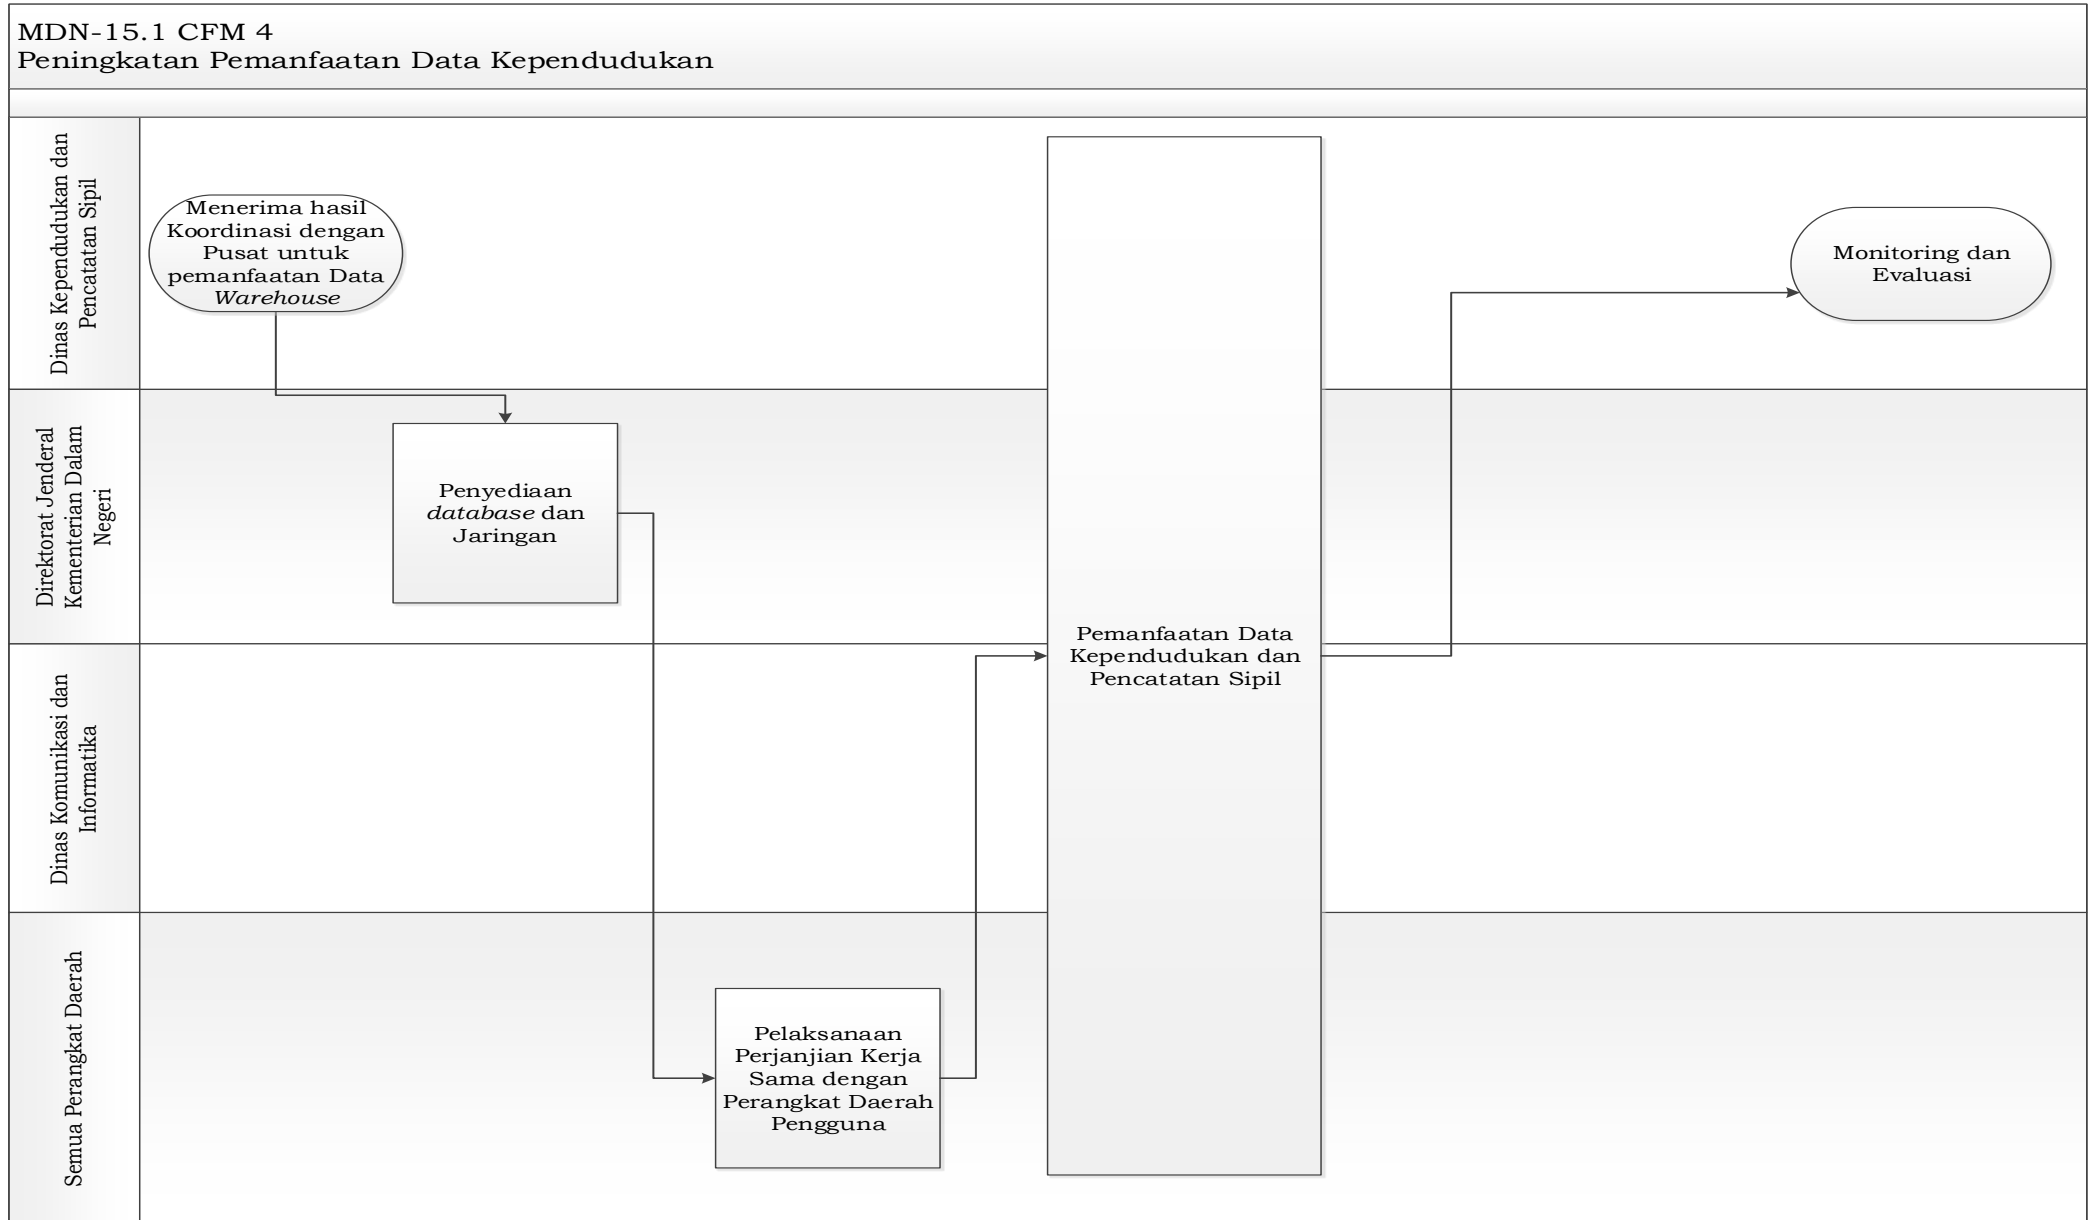 MDN-15.1 CFM 4
Peningkatan Pemanfaatan Data Kependudukan
Dinas Kependudukan dan
Pencatatan Sipil
Menerima hasil
Koordinasi dengan
Pusat untuk
pemanfaatan Data
Warehouse
Monitoring dan
Evaluasi
Direktorat Jenderal
Kementerian Dalam
Negeri
Penyediaan
database dan
Jaringan
Pemanfaatan Data
Kependudukan dan
Pencatatan Sipil
Dinas Komunikasi dan
Informatika
Semua Perangkat Daerah
Pelaksanaan
Perjanjian Kerja
Sama dengan
Perangkat Daerah
Pengguna